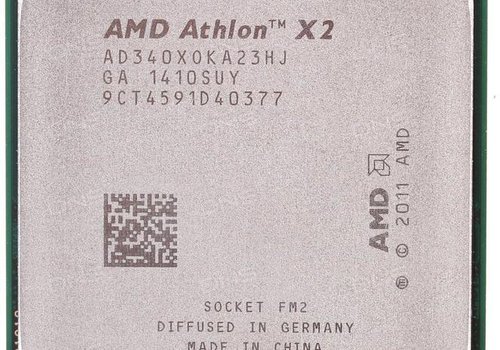 AMD Athlon™ X2
AD340XOKA23HJ
GA 1410SUY
9CT4591D40377
AMD
ⓜ © 2011 AMD
SOCKET FM2
DIFFUSED IN GERMANY
MADE IN CHINA